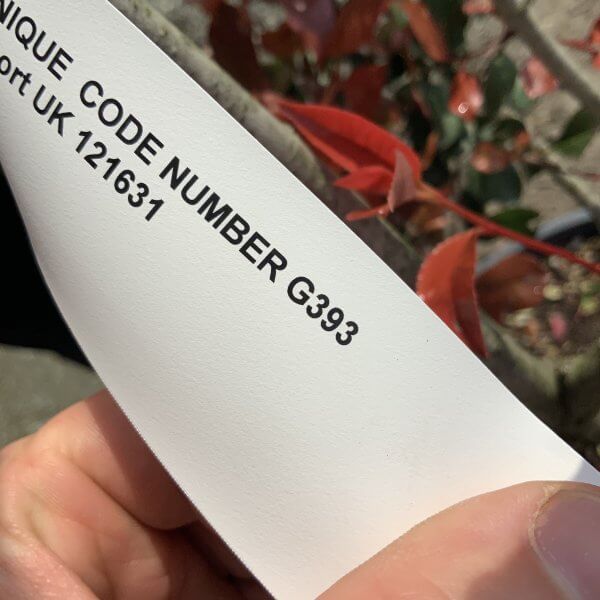 NIQUE CODE NUMBER G393
ort UK 121631